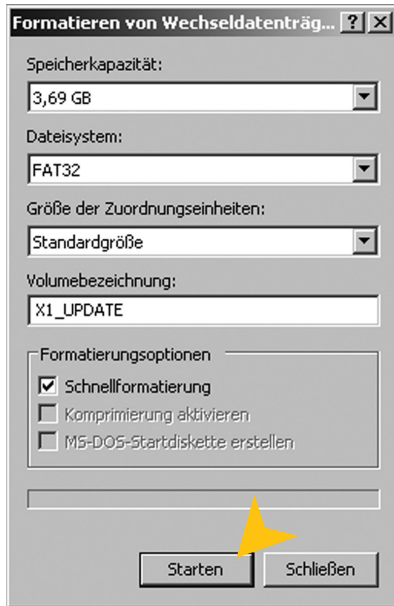 Formatieren von Wechseldatenträg...
Speicherkapazität:
3,69 GB
Dateisystem:
FAT32
Größe der Zuordnungseinheiten:
Standardgröße
Volumebezeichnung:
X1_UPDATE
Formatierungsoptionen
Schnellformatierung
Komprimierung aktivieren
MS-DOS-Startdiskette erstellen
Starten
Schließen